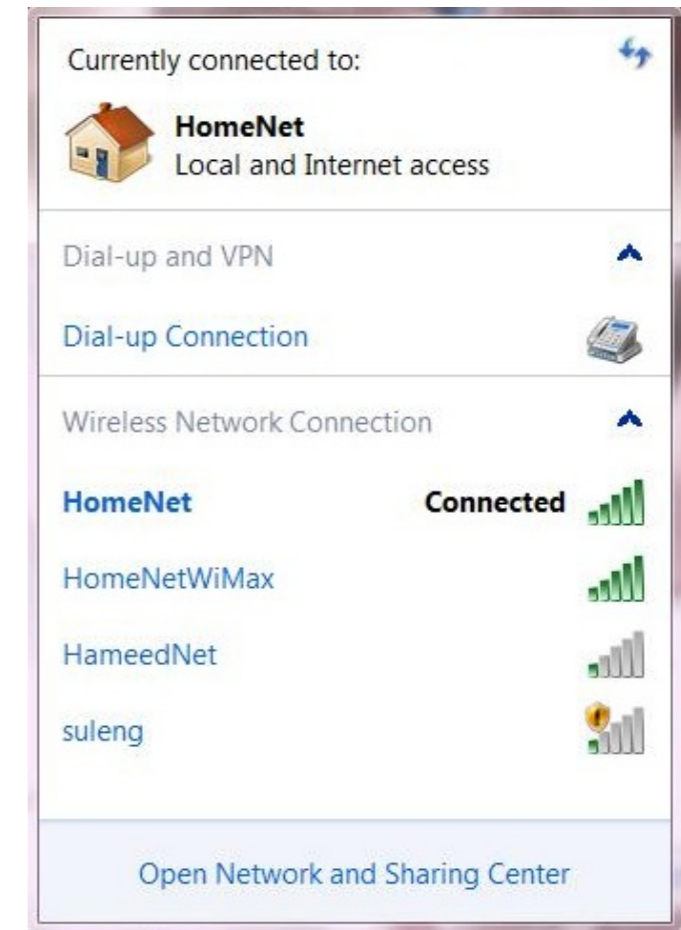 Currently connected to:
HomeNet
Local and Internet access
Dial-up and VPN
Dial-up Connection
Wireless Network Connection
HomeNet Connected
HomeNetWiMax
HameedNet
suleng
Open Network and Sharing Center